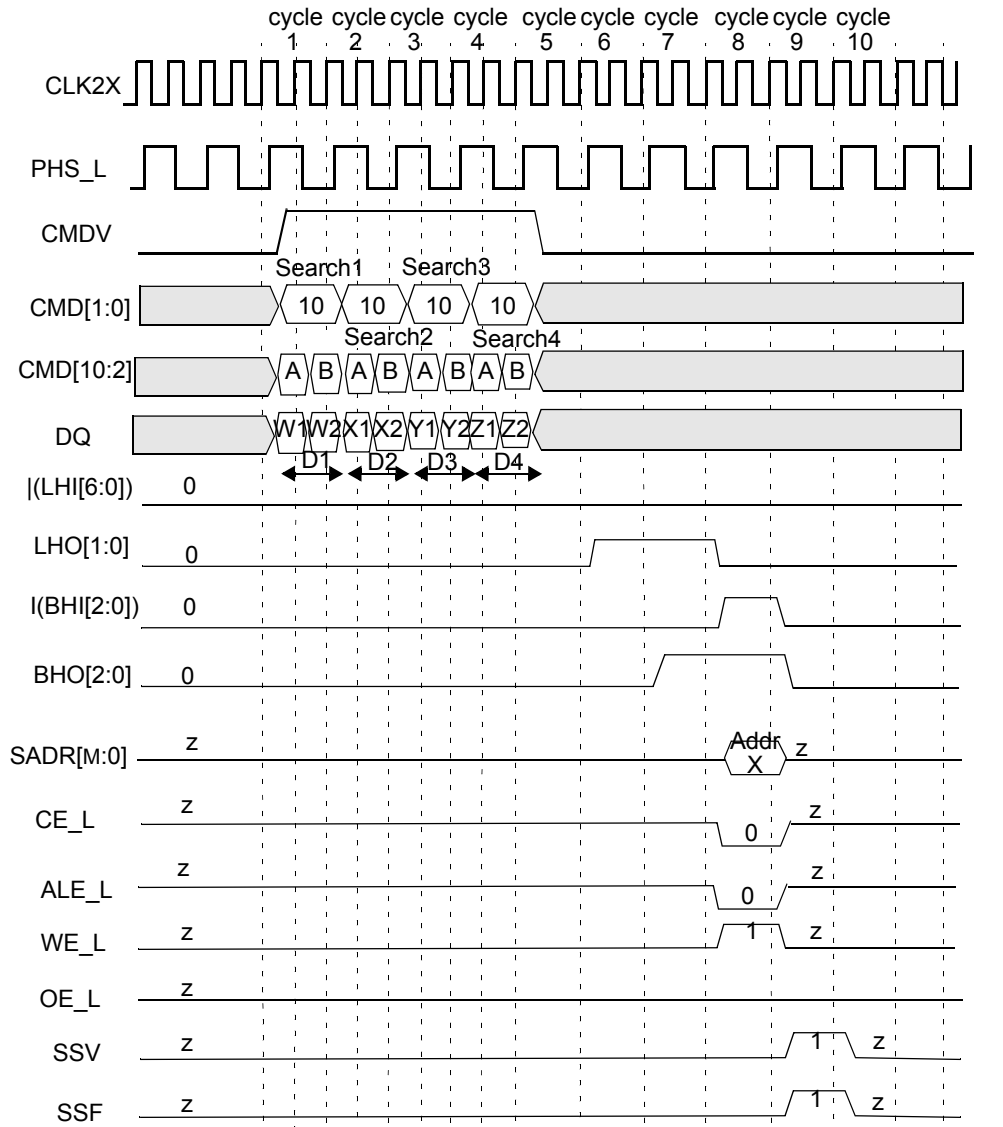 cycle cycle cycle cycle cycle cycle cycle cycle cycle cycle
1 2 3 4 5 6 7 8 9 10
CLK2X
PHS_L
CMDV
Search1 Search3
CMD[1:0] 10 10 10 10
Search2 Search4
CMD[10:2] A B A B A B A B
DQ W1 W2 X1 X2 Y1 Y2 Z1 Z2
D1 D2 D3 D4
|(LHI[6:0]) 0
LHO[1:0] 0
I(BHI[2:0]) 0
BHO[2:0] 0
SADR[M:0] z Addr X z
CE_L z 0 z
ALE_L z 0 z
WE_L z 1 z
OE_L z
SSV z 1 z
SSF z 1 z